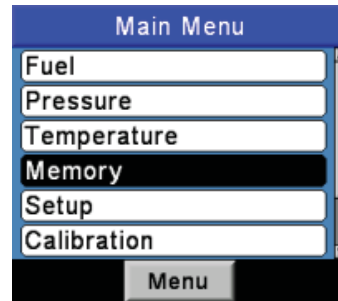 Main Menu
Fuel
Pressure
Temperature
Memory
Setup
Calibration
Menu